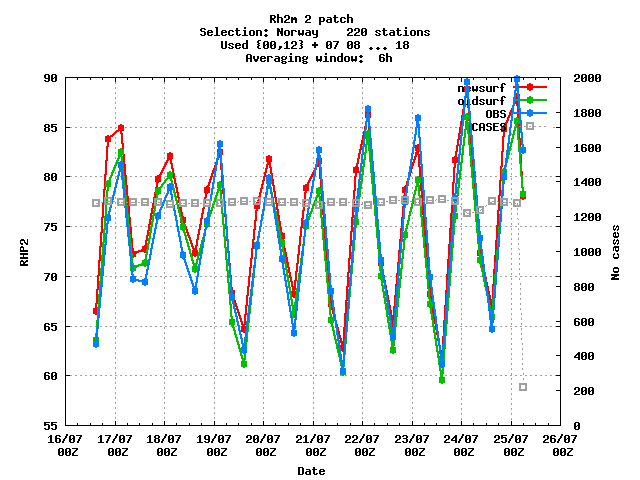 Rh2m 2 patch
Selection: Norway    220 stations
Used {00,12} + 07 08 ... 18
Averaging window:  6h
90
85
80
75
70
65
60
55
RHP2
2000
1800
1600
1400
1200
1000
800
600
400
200
0
No cases
newsurf
oldsurf
OBS
CASES
16/07 17/07 18/07 19/07 20/07 21/07 22/07 23/07 24/07 25/07 26/07
00Z 00Z 00Z 00Z 00Z 00Z 00Z 00Z 00Z 00Z 00Z
Date